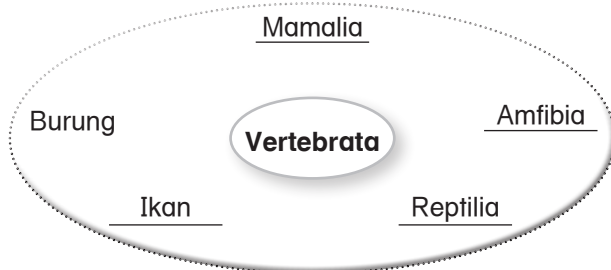 Mamalia
Burung
Amfibia
Vertebrata
Ikan
Reptilia